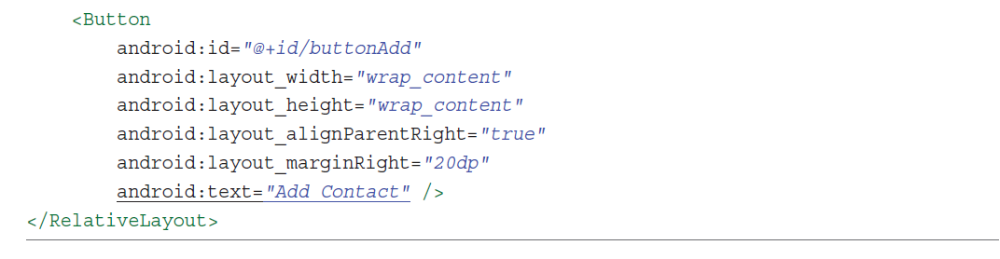 <Button
android:id="@+id/buttonAdd"
android:layout_width="wrap_content"
android:layout_height="wrap_content"
android:layout_alignParentRight="true"
android:layout_marginRight="20dp"
android:text="Add Contact" />
</RelativeLayout>